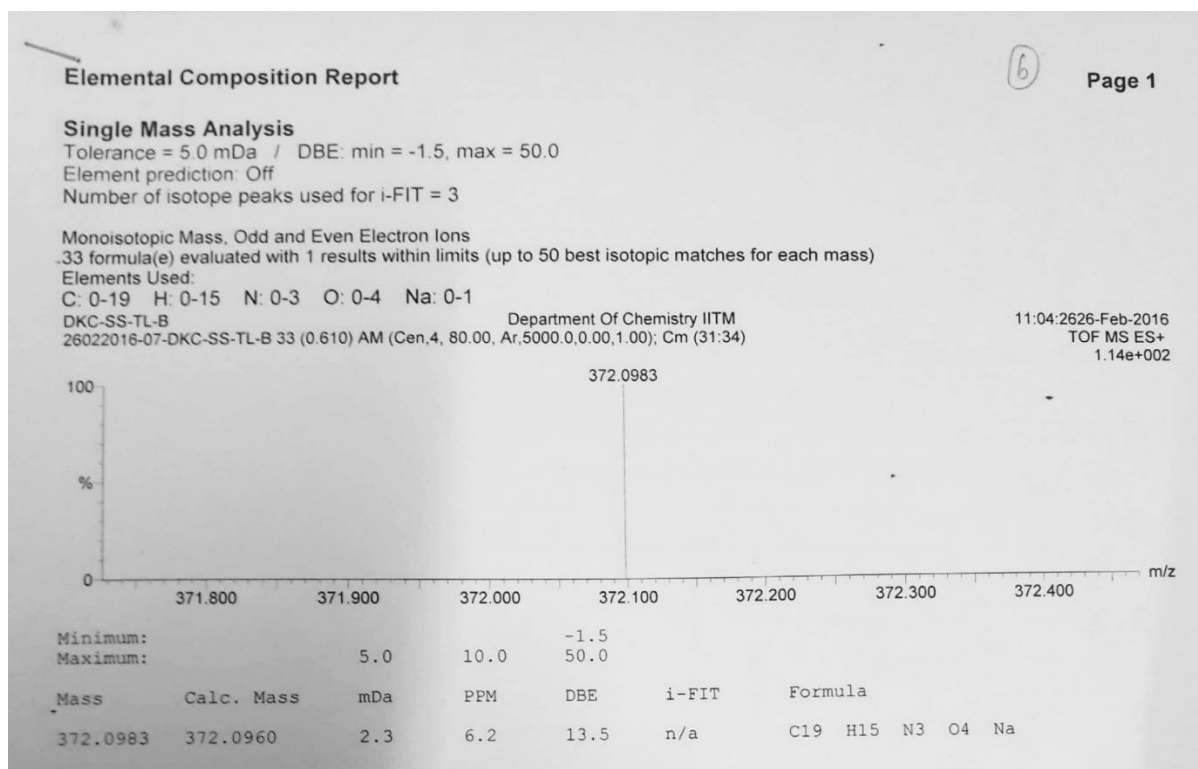 Elemental Composition Report
6
Page 1
Single Mass Analysis
Tolerance = 5.0 mDa / DBE: min = -1.5, max = 50.0
Element prediction: Off
Number of isotope peaks used for i-FIT = 3
Monoisotopic Mass, Odd and Even Electron Ions
33 formula(e) evaluated with 1 results within limits (up to 50 best isotopic matches for each mass)
Elements Used:
C: 0-19 H: 0-15 N: 0-3 O: 0-4 Na: 0-1
DKC-SS-TL-B Department Of Chemistry IITM 11:04:2626-Feb-2016
26022016-07-DKC-SS-TL-B 33 (0.610) AM (Cen,4, 80.00, Ar,5000.0,0.00,1.00); Cm (31:34) TOF MS ES+
1.14e+002
372.0983
100
%
0
m/z
371.800 371.900 372.000 372.100 372.200 372.300 372.400
Minimum: -1.5
Maximum: 5.0 10.0 50.0
Mass Calc. Mass mDa PPM DBE i-FIT Formula
372.0983 372.0960 2.3 6.2 13.5 n/a C19 H15 N3 O4 Na